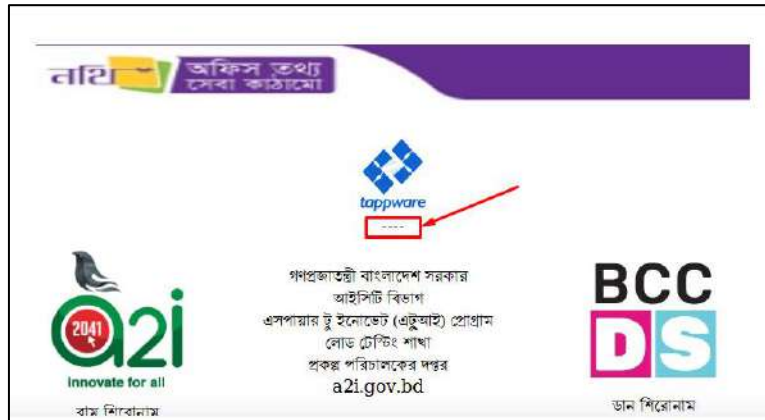 নথি
অফিস তথ্য
সেবা কাঠামো
tappware
----
গণপ্রজাতন্ত্রী বাংলাদেশ সরকার
আইসিটি বিভাগ
এসপায়ার টু ইনোভেট (এটুআই) প্রোগ্রাম
লোড টেস্টিং শাখা
প্রকল্প পরিচালকের দপ্তর
a2i.gov.bd
2041
a2i
innovate for all
বাম শিরোনাম
BCC
DS
ডান শিরোনাম